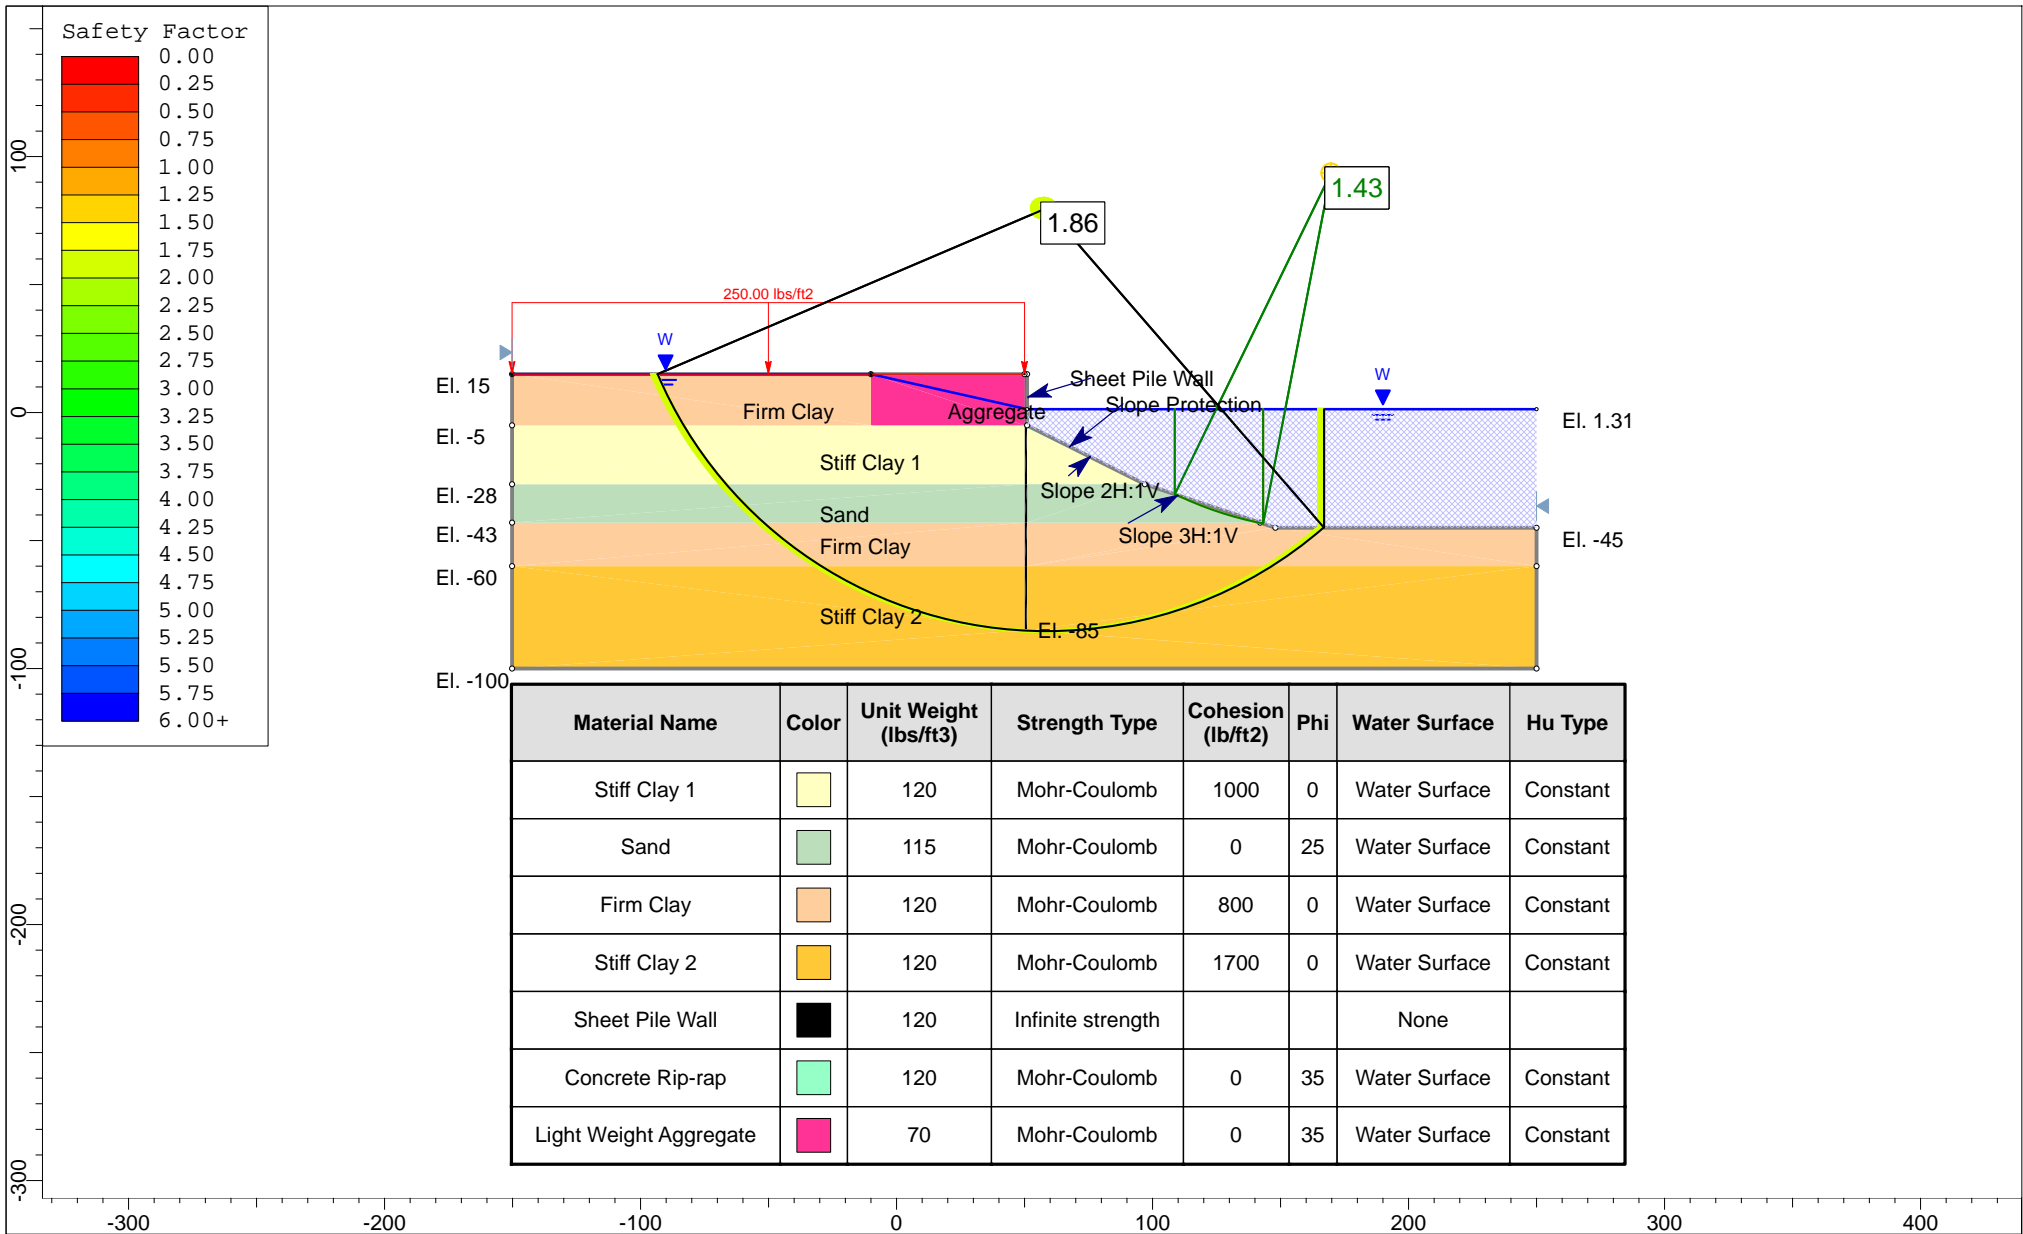 Safety Factor
0.00
0.25
0.50
0.75
1.00
1.25
1.50
1.75
2.00
2.25
2.50
2.75
3.00
3.25
3.50
3.75
4.00
4.25
4.50
4.75
5.00
5.25
5.50
5.75
6.00+
100
0
-100
-200
-300
1.43
1.86
250.00 lbs/ft2
W
W
El. 15
Sheet Pile Wall
Firm Clay
Aggregate
Slope Protection
El. 1.31
El. -5
Stiff Clay 1
El. -28
Slope 2H:1V
Sand
El. -43
Slope 3H:1V
El. -45
Firm Clay
El. -60
Stiff Clay 2
El. -85
El. -100
Material Name Color Unit Weight (lbs/ft3) Strength Type Cohesion (lb/ft2) Phi Water Surface Hu Type
Stiff Clay 1 120 Mohr-Coulomb 1000 0 Water Surface Constant
Sand 115 Mohr-Coulomb 0 25 Water Surface Constant
Firm Clay 120 Mohr-Coulomb 800 0 Water Surface Constant
Stiff Clay 2 120 Mohr-Coulomb 1700 0 Water Surface Constant
Sheet Pile Wall 120 Infinite strength None
Concrete Rip-rap 120 Mohr-Coulomb 0 35 Water Surface Constant
Light Weight Aggregate 70 Mohr-Coulomb 0 35 Water Surface Constant
-300 -200 -100 0 100 200 300 400